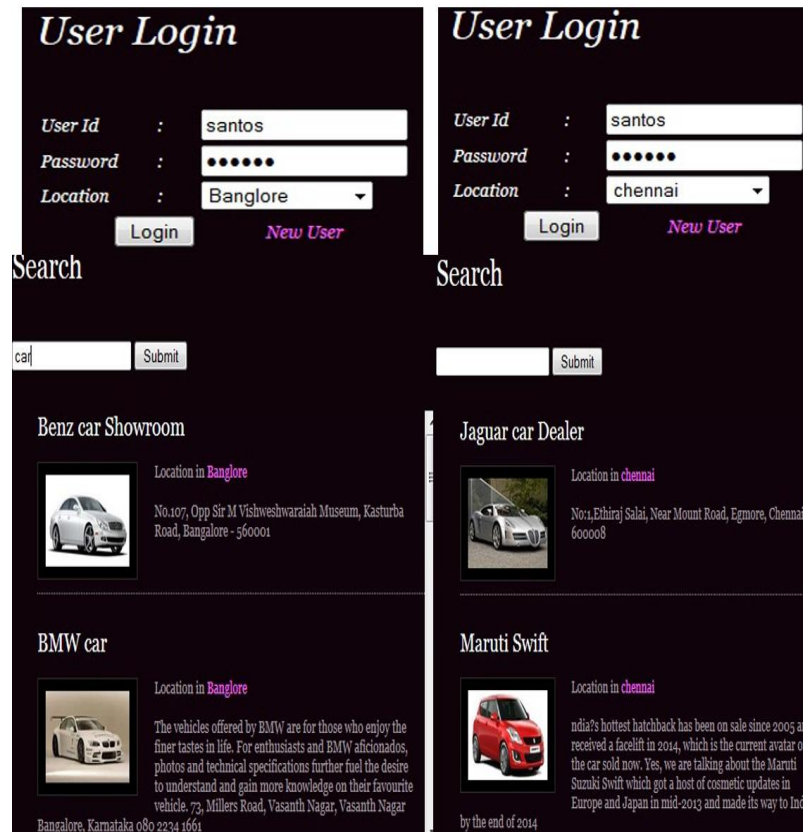 User Login
User Id : santos
Password : ●●●●●●
Location : Banglore
Login New User
Search
car Submit
Benz car Showroom
Location in Banglore
No.107, Opp Sir M Vishweshwaraiah Museum, Kasturba
Road, Bangalore - 560001
BMW car
Location in Banglore
The vehicles offered by BMW are for those who enjoy the
finer tastes in life. For enthusiasts and BMW aficionados,
photos and technical specifications further fuel the desire
to understand and gain more knowledge on their favourite
vehicle. 73, Millers Road, Vasanth Nagar, Vasanth Nagar
Bangalore, Karnataka 080 2234 1661
User Login
User Id : santos
Password : ●●●●●●
Location : chennai
Login New User
Search
Submit
Jaguar car Dealer
Location in chennai
No:1,Ethiraj Salai, Near Mount Road, Egmore, Chennai
600008
Maruti Swift
Location in chennai
ndia?s hottest hatchback has been on sale since 2005 an
received a facelift in 2014, which is the current avatar o
the car sold now. Yes, we are talking about the Maruti
Suzuki Swift which got a host of cosmetic updates in
Europe and Japan in mid-2013 and made its way to Ind
by the end of 2014